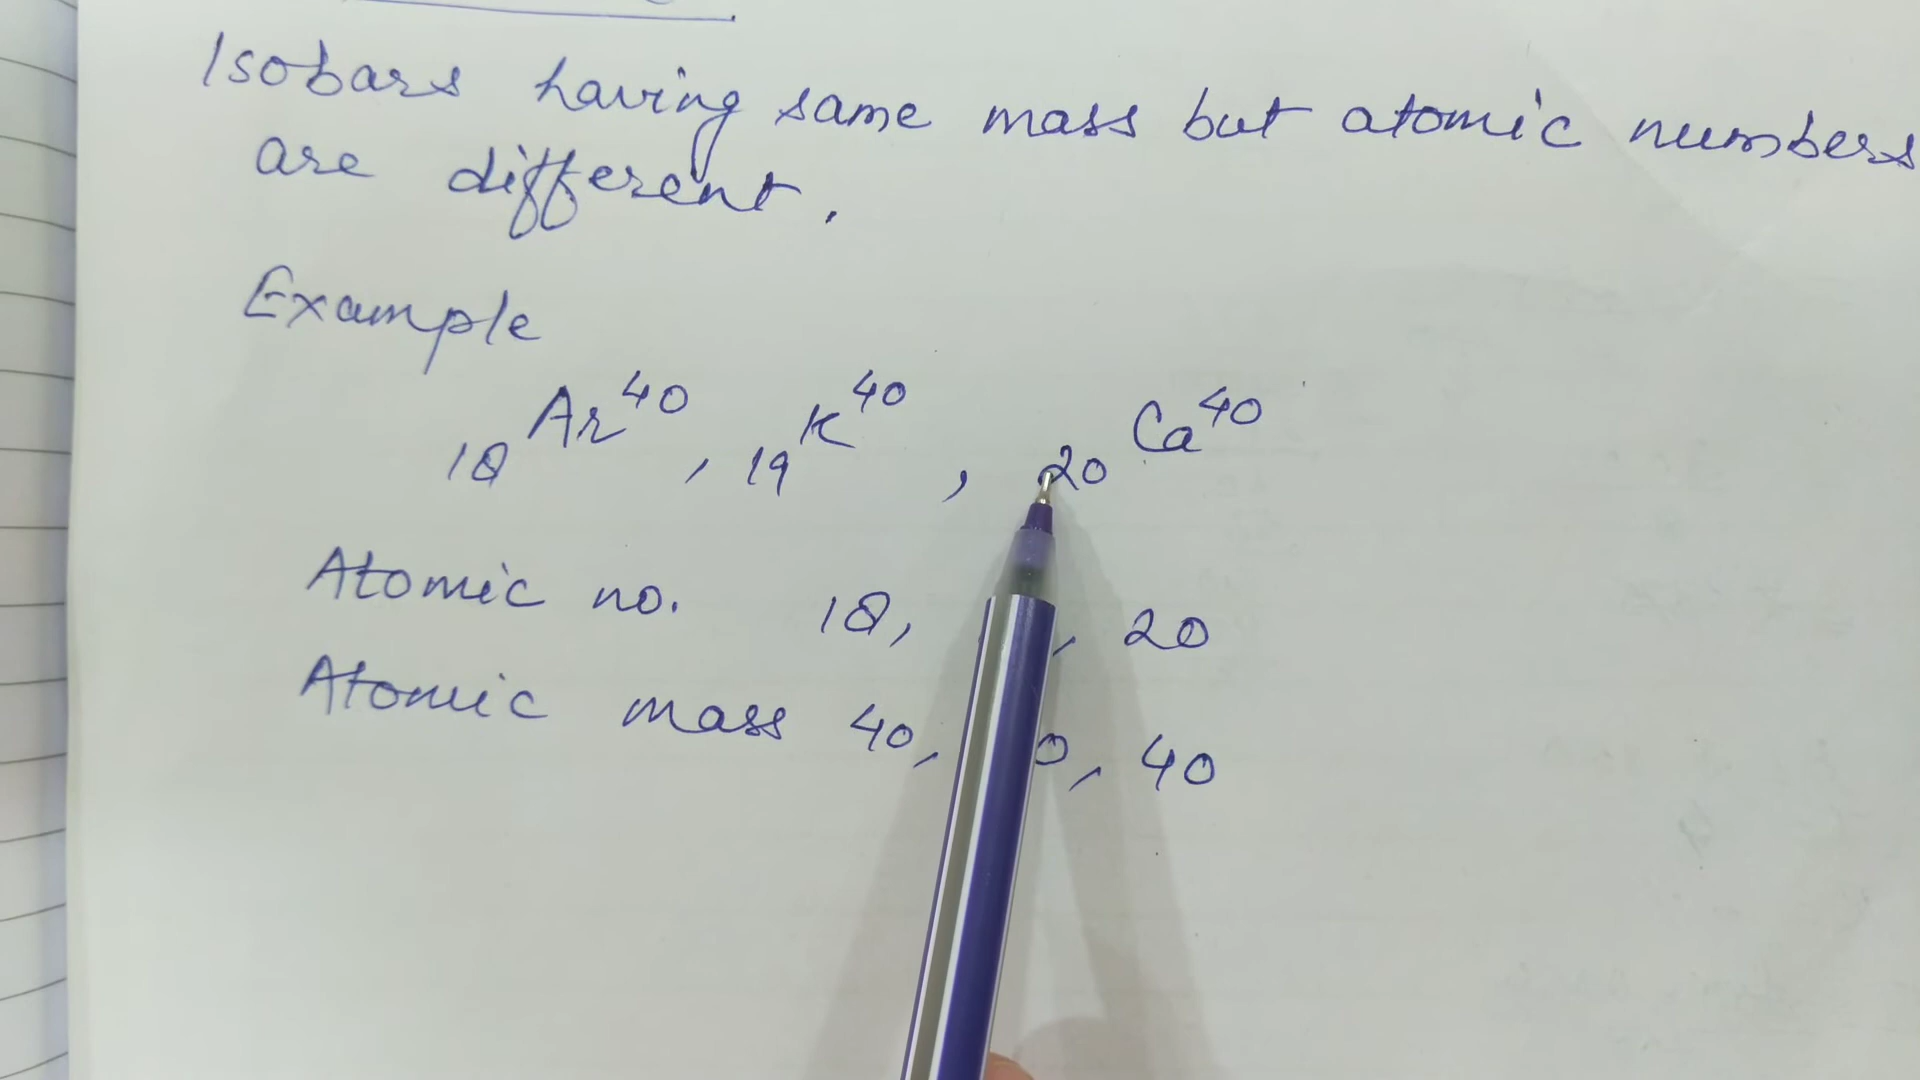 Isobars having same mass but atomic numbers
are different.
Example
18Ar40, 19K40, 20Ca40
Atomic no. 18, , 20
Atomic mass 40, 0, 40